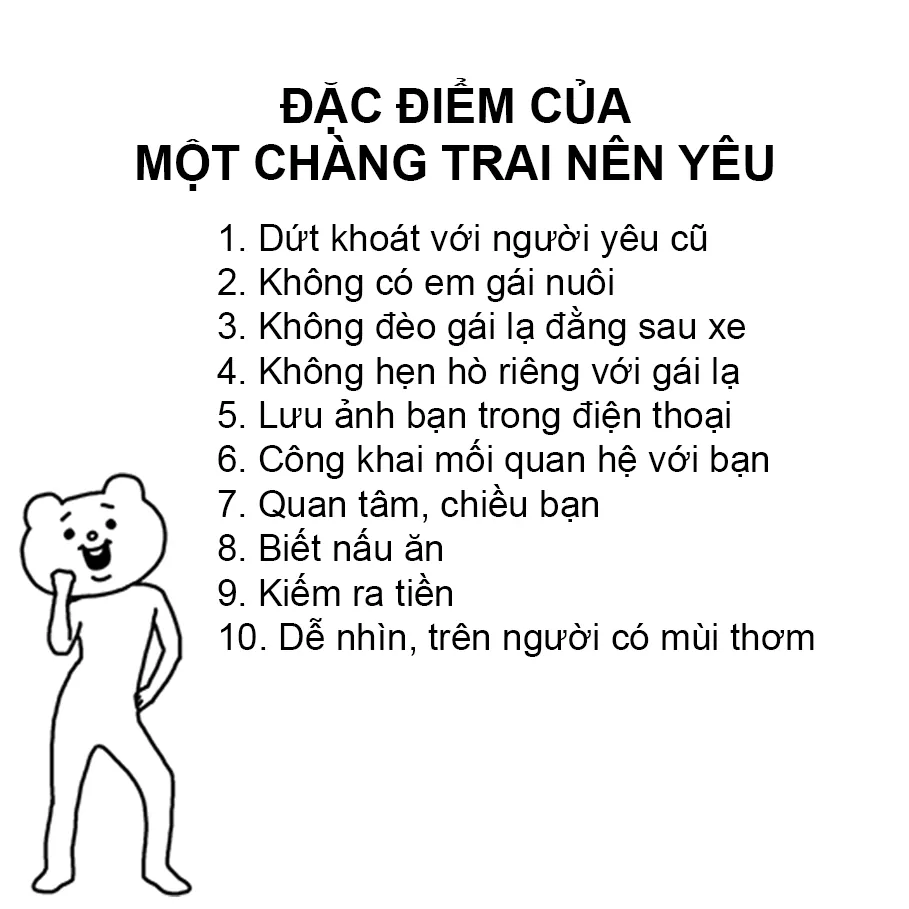 ĐẶC ĐIỂM CỦA
MỘT CHÀNG TRAI NÊN YÊU
1. Dứt khoát với người yêu cũ
2. Không có em gái nuôi
3. Không đèo gái lạ đằng sau xe
4. Không hẹn hò riêng với gái lạ
5. Lưu ảnh bạn trong điện thoại
6. Công khai mối quan hệ với bạn
7. Quan tâm, chiều bạn
8. Biết nấu ăn
9. Kiếm ra tiền
10. Dễ nhìn, trên người có mùi thơm